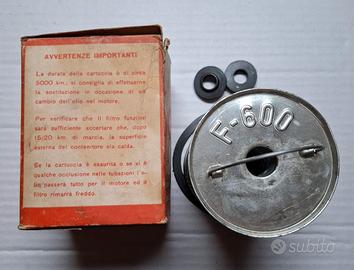 AVVERTENZE IMPORTANTI
La durata della cartuccia è di circa
5000 km.; si consiglia di effettuarne
la sostituzione in occasione di un
cambio dell'olio nel motore.
Per verificare che il filtro funzioni
sarà sufficiente accertare che, dopo
15/20 km. di marcia, la superficie
esterna del contenitore sia calda.
Se la cartuccia è esaurita o se vi è
qualche occlusione nelle tubazioni l'o-
lio passerà tutto per il motore ed il
filtro rimarrà freddo.
F-600
subito